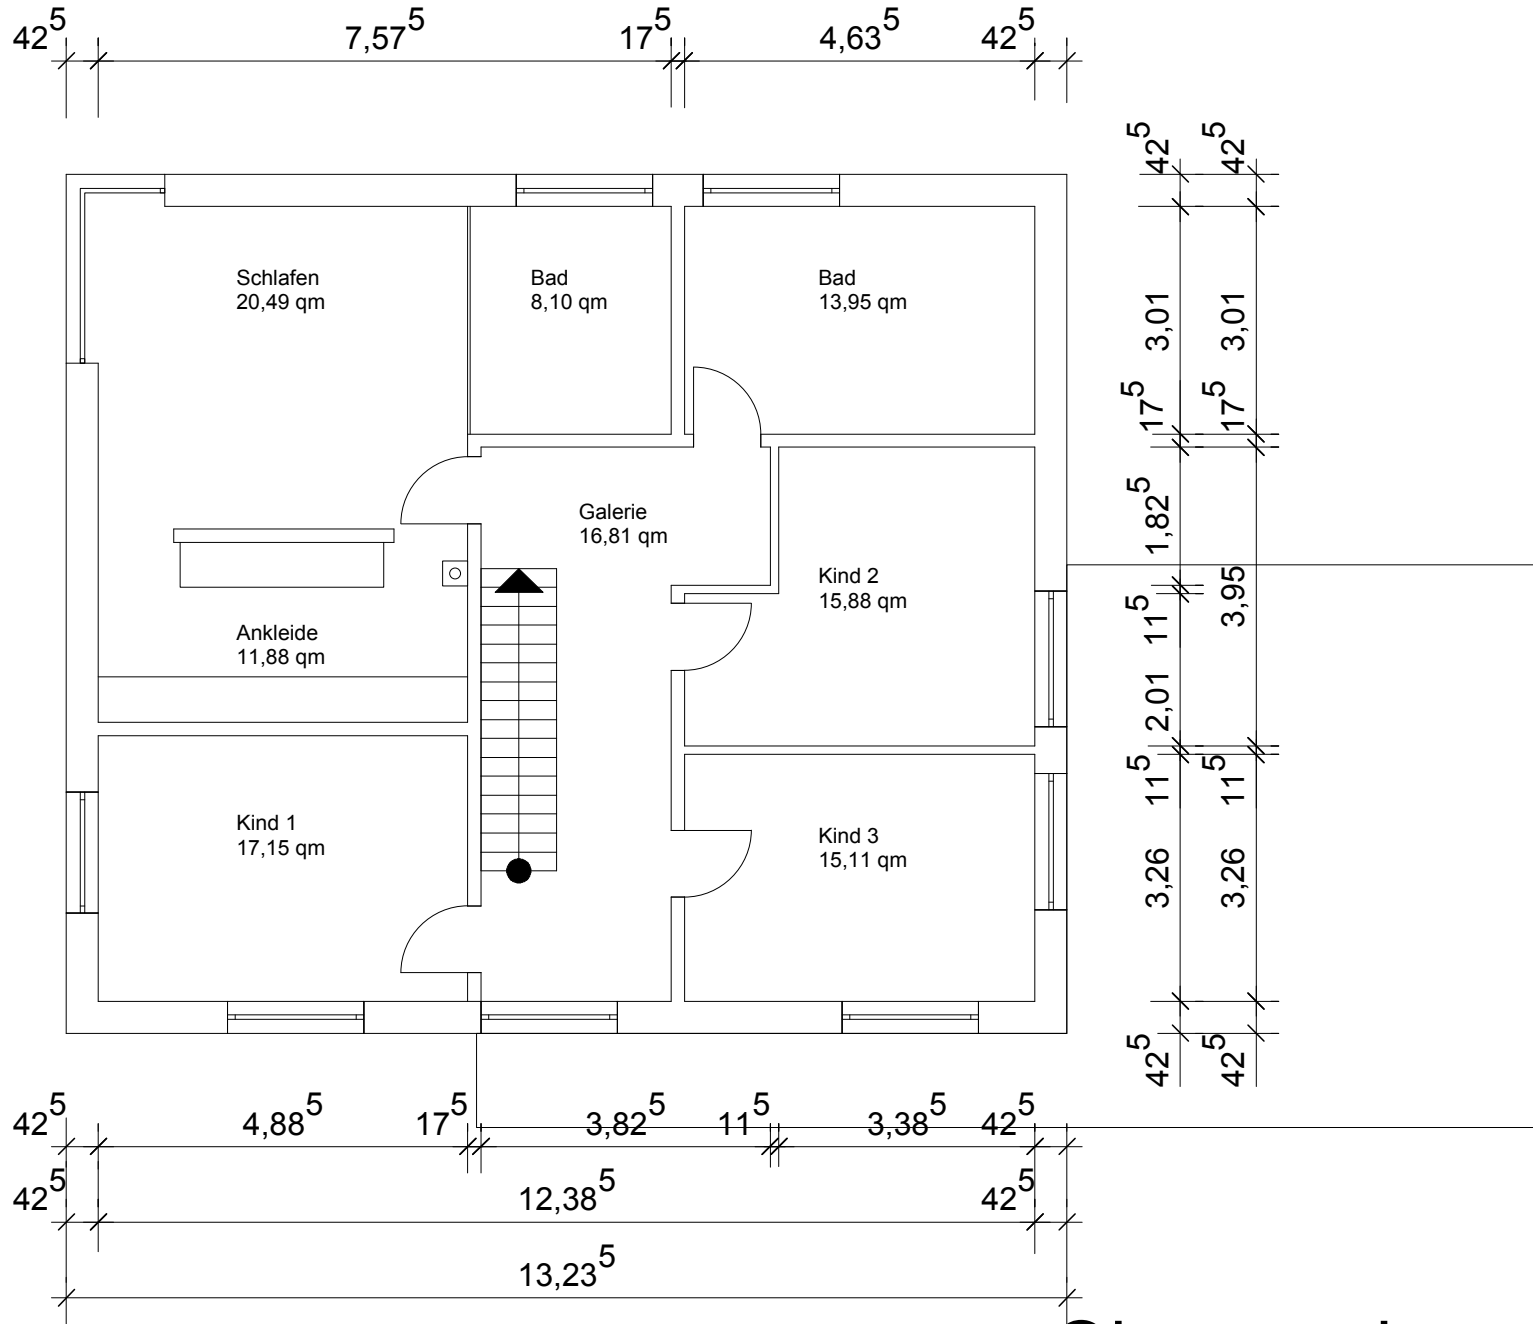 42⁵ 7,57⁵ 17⁵ 4,63⁵ 42⁵
42⁵ 42⁵
Schlafen
20,49 qm
Bad
8,10 qm
Bad
13,95 qm
3,01 3,01
17⁵ 17⁵
Galerie
16,81 qm
1,82⁵
Kind 2
15,88 qm
3,95
11⁵
Ankleide
11,88 qm
2,01
11⁵ 11⁵
Kind 1
17,15 qm
Kind 3
15,11 qm
3,26 3,26
42⁵ 42⁵
42⁵ 4,88⁵ 17⁵ 3,82⁵ 11⁵ 3,38⁵ 42⁵
42⁵ 12,38⁵ 42⁵
13,23⁵